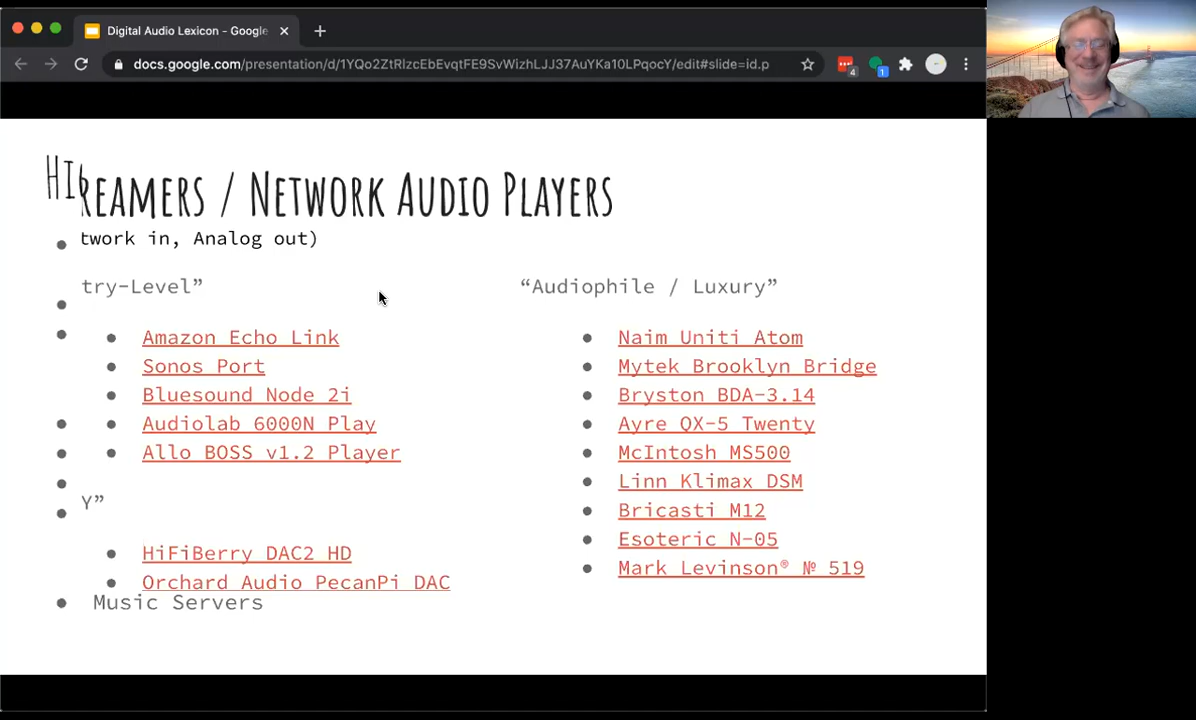 Digital Audio Lexicon - Google
docs.google.com/presentation/d/1YQo2ZtRlzcEbEvqtFE9SvWizhLJJ37AuYKa10LPqocY/edit#slide=id.p
4
1
HI
REAMERS / NETWORK AUDIO PLAYERS
twork in, Analog out)
try-Level”
• Amazon Echo Link
• Sonos Port
• Bluesound Node 2i
• Audiolab 6000N Play
• Allo BOSS v1.2 Player
Y”
• HiFiBerry DAC2 HD
• Orchard Audio PecanPi DAC
• Music Servers
“Audiophile / Luxury”
• Naim Uniti Atom
• Mytek Brooklyn Bridge
• Bryston BDA-3.14
• Ayre QX-5 Twenty
• McIntosh MS500
• Linn Klimax DSM
• Bricasti M12
• Esoteric N-05
• Mark Levinson® № 519